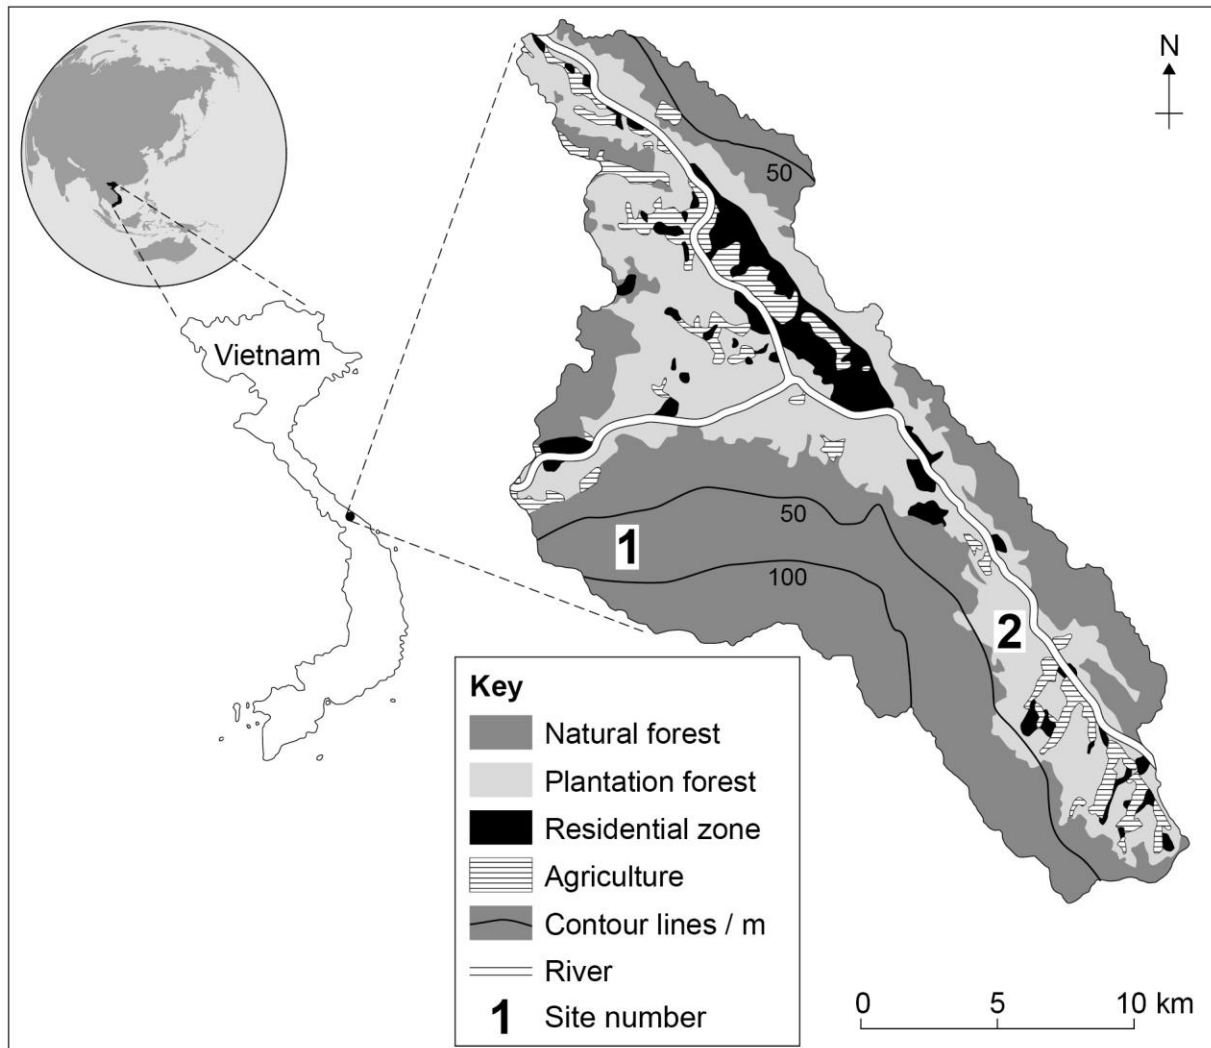 N
50
Vietnam
50
1
100
2
Key
Natural forest
Plantation forest
Residential zone
Agriculture
Contour lines / m
River
1 Site number
0 5 10 km